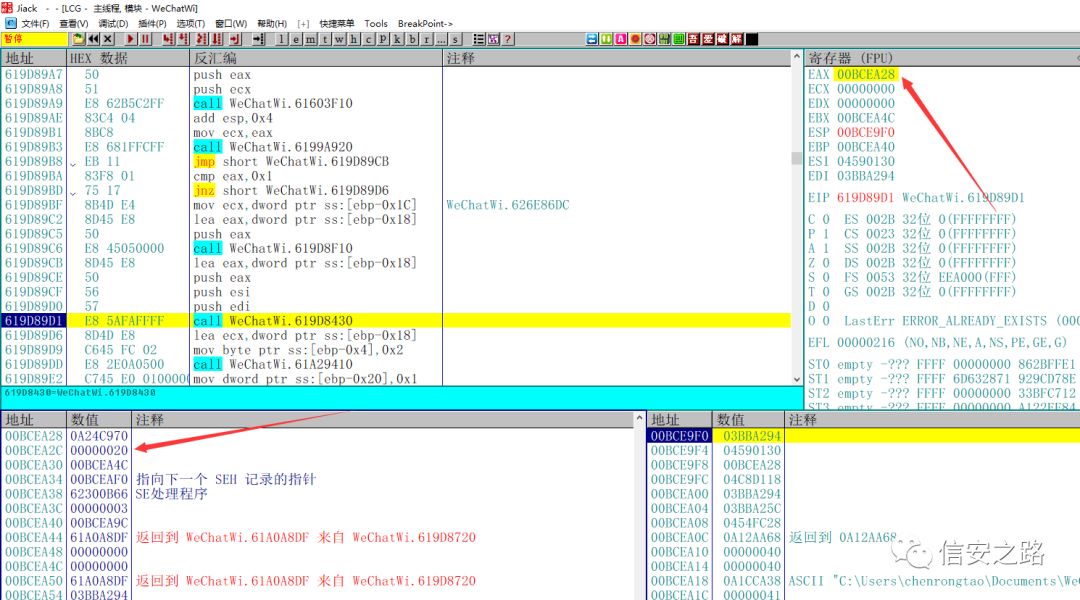 Jiack - - [LCG - 主线程, 模块 - WeChatWi]
文件(F) 查看(V) 调试(D) 插件(P) 选项(T) 窗口(W) 帮助(H) [+] 快捷菜单 Tools BreakPoint->
暂停 l e m t w h c P k b r ... s ?
吾 爱 破 解
地址 HEX 数据 反汇编 注释
619D89A7 50 push eax
619D89A8 51 push ecx
619D89A9 E8 62B5C2FF call WeChatWi.61603F10
619D89AE 83C4 04 add esp,0x4
619D89B1 8BC8 mov ecx,eax
619D89B3 E8 681FFCFF call WeChatWi.6199A920
619D89B8 EB 11 jmp short WeChatWi.619D89CB
619D89BA 83F8 01 cmp eax,0x1
619D89BD 75 17 jnz short WeChatWi.619D89D6
619D89BF 8B4D E4 mov ecx,dword ptr ss:[ebp-0x1C] WeChatWi.626E86DC
619D89C2 8D45 E8 lea eax,dword ptr ss:[ebp-0x18]
619D89C5 50 push eax
619D89C6 E8 45050000 call WeChatWi.619D8F10
619D89CB 8D45 E8 lea eax,dword ptr ss:[ebp-0x18]
619D89CE 50 push eax
619D89CF 56 push esi
619D89D0 57 push edi
619D89D1 E8 5AFAFFFF call WeChatWi.619D8430
619D89D6 8D4D E8 lea ecx,dword ptr ss:[ebp-0x18]
619D89D9 C645 FC 02 mov byte ptr ss:[ebp-0x4],0x2
619D89DD E8 2E0A0500 call WeChatWi.61A29410
619D89E2 C745 E0 0100000 mov dword ptr ss:[ebp-0x20],0x1
619D8430=WeChatWi.619D8430
寄存器 (FPU)
EAX 00BCEA28
ECX 00000000
EDX 00000000
EBX 00BCEA4C
ESP 00BCE9F0
EBP 00BCEA40
ESI 04590130
EDI 03BBA294
EIP 619D89D1 WeChatWi.619D89D1
C 0 ES 002B 32位 0(FFFFFFFF)
P 1 CS 0023 32位 0(FFFFFFFF)
A 1 SS 002B 32位 0(FFFFFFFF)
Z 0 DS 002B 32位 0(FFFFFFFF)
S 0 FS 0053 32位 EEA000(FFF)
T 0 GS 002B 32位 0(FFFFFFFF)
D 0
O 0 LastErr ERROR_ALREADY_EXISTS (000
EFL 00000216 (NO,NB,NE,A,NS,PE,GE,G)
ST0 empty -??? FFFF 00000000 862BFFE1
ST1 empty -??? FFFF 6D632871 929CD78E
ST2 empty -??? FFFF 00000000 33BFC712
ST3 empty -??? FFFF 00000000 A122FF84
地址 数值 注释
00BCEA28 0A24C970
00BCEA2C 00000020
00BCEA30 00BCEA4C
00BCEA34 00BCEAF0 指向下一个 SEH 记录的指针
00BCEA38 62300B66 SE处理程序
00BCEA3C 00000003
00BCEA40 00BCEA9C
00BCEA44 61A0A8DF 返回到 WeChatWi.61A0A8DF 来自 WeChatWi.619D8720
00BCEA48 00000000
00BCEA4C 00000000
00BCEA50 61A0A8DF 返回到 WeChatWi.61A0A8DF 来自 WeChatWi.619D8720
00BCEA54 03BBA294
地址 数值 注释
00BCE9F0 03BBA294
00BCE9F4 04590130
00BCE9F8 00BCEA28
00BCE9FC 04C8D118
00BCEA00 03BBA294
00BCEA04 03BBA25C
00BCEA08 0454FC28
00BCEA0C 0A12AA68 返回到 0A12AA68
00BCEA10 00000040
00BCEA14 00000040
00BCEA18 0A1CCA38 ASCII "C:\Users\chenrongtao\Documents\WeC
00BCEA1C 00000041
信安之路